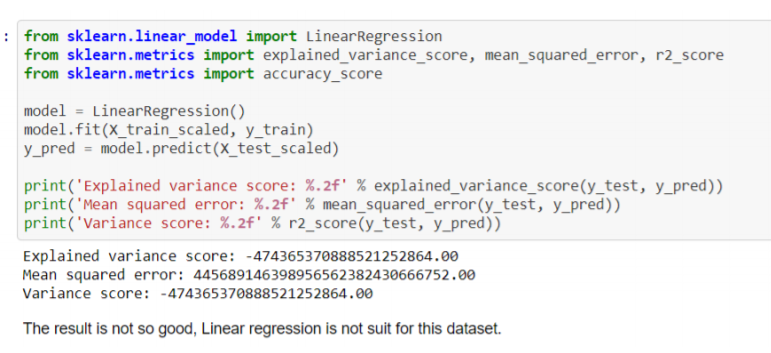 : from sklearn.linear_model import LinearRegression
from sklearn.metrics import explained_variance_score, mean_squared_error, r2_score
from sklearn.metrics import accuracy_score
model = LinearRegression()
model.fit(X_train_scaled, y_train)
y_pred = model.predict(X_test_scaled)
print('Explained variance score: %.2f' % explained_variance_score(y_test, y_pred))
print('Mean squared error: %.2f' % mean_squared_error(y_test, y_pred))
print('Variance score: %.2f' % r2_score(y_test, y_pred))
Explained variance score: -474365370888521252864.00
Mean squared error: 4456891463989565623824306667​52.00
Variance score: -474365370888521252864.00
The result is not so good, Linear regression is not suit for this dataset.